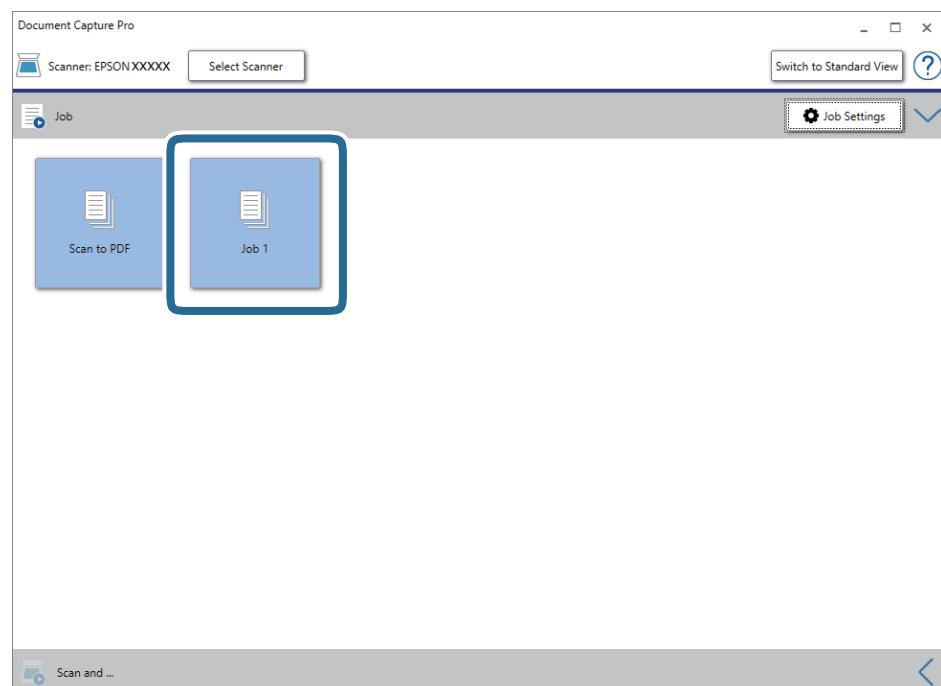 Document Capture Pro
Scanner: EPSON XXXXX
Select Scanner
Switch to Standard View
?
Job
Job Settings
Scan to PDF
Job 1
Scan and ...